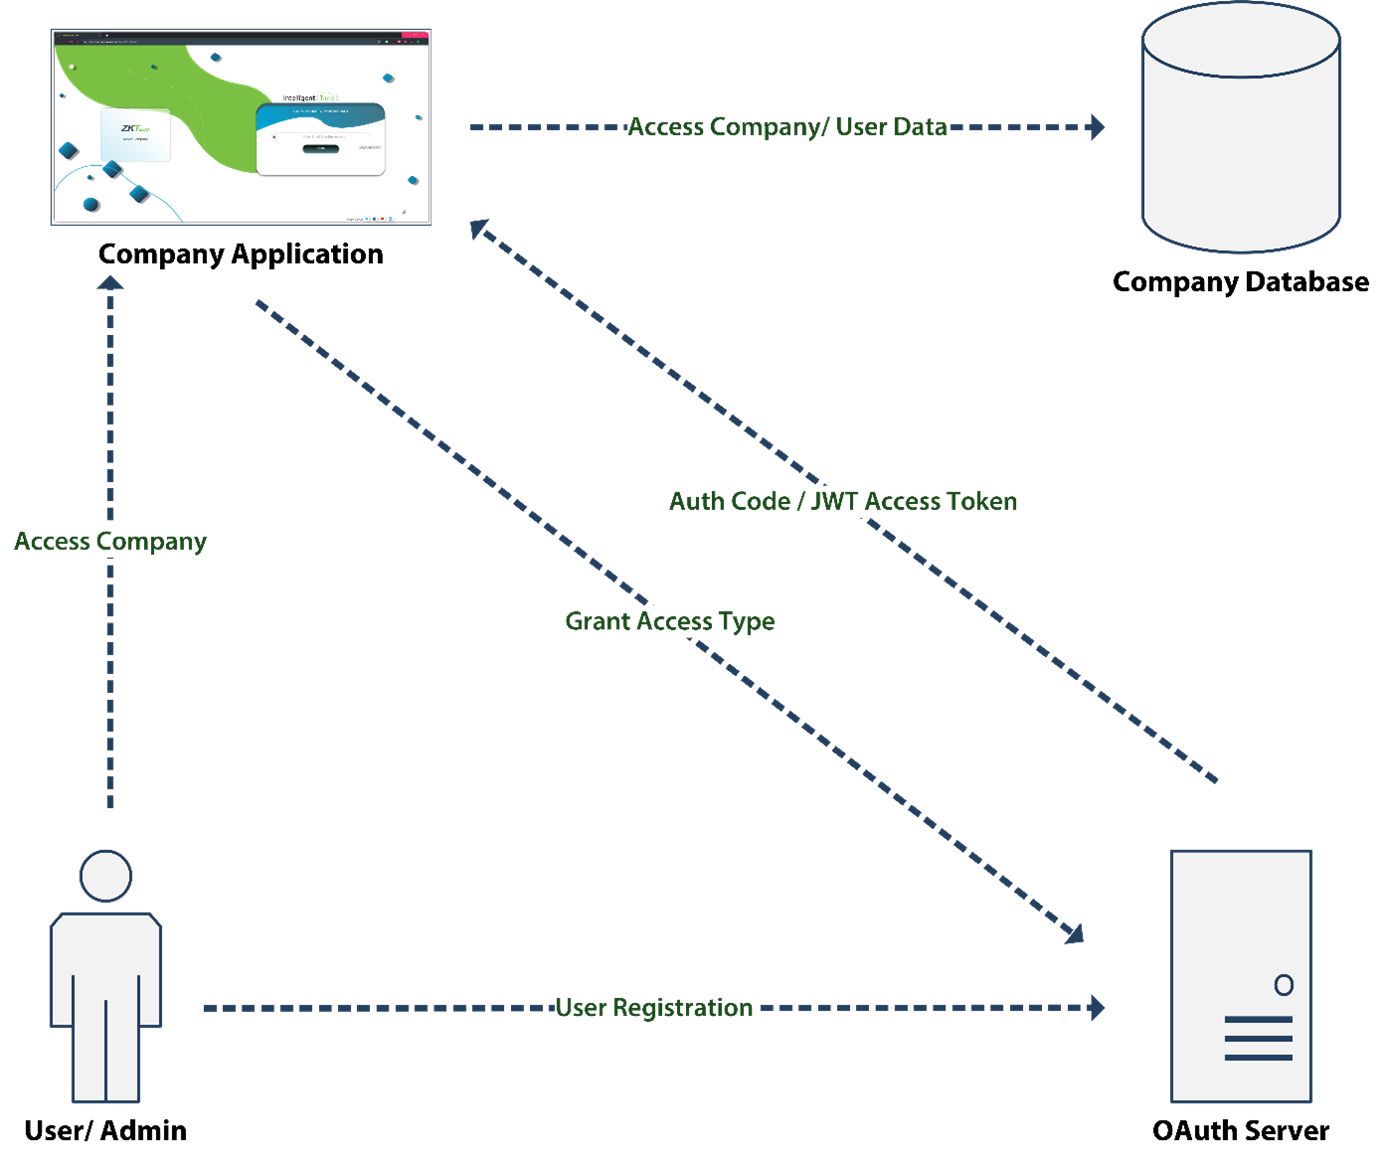 Intelligent Time
ZKTeco
Access Company/ User Data
Company Application
Company Database
Auth Code / JWT Access Token
Access Company
Grant Access Type
User Registration
User/ Admin
OAuth Server